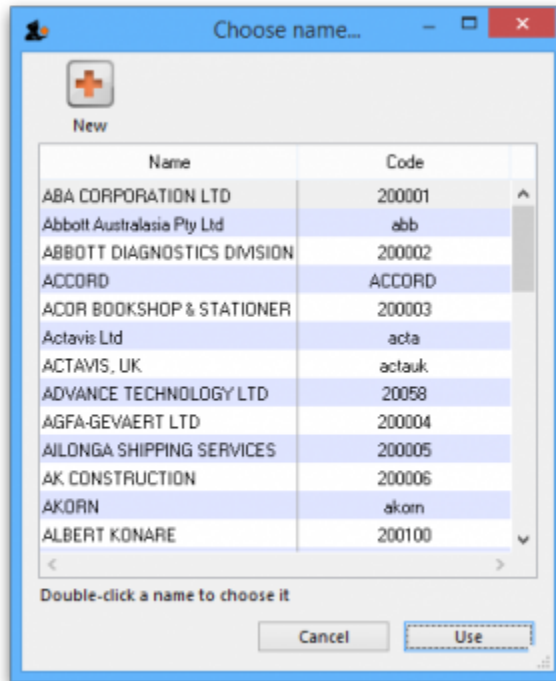 Choose name...
New
Name Code
ABA CORPORATION LTD 200001
Abbott Australasia Pty Ltd abb
ABBOTT DIAGNOSTICS DIVISION 200002
ACCORD ACCORD
ACOR BOOKSHOP & STATIONER 200003
Actavis Ltd acta
ACTAVIS, UK actauk
ADVANCE TECHNOLOGY LTD 20058
AGFA-GEVAERT LTD 200004
AILONGA SHIPPING SERVICES 200005
AK CONSTRUCTION 200006
AKORN akorn
ALBERT KONARE 200100
Double-click a name to choose it
Cancel Use